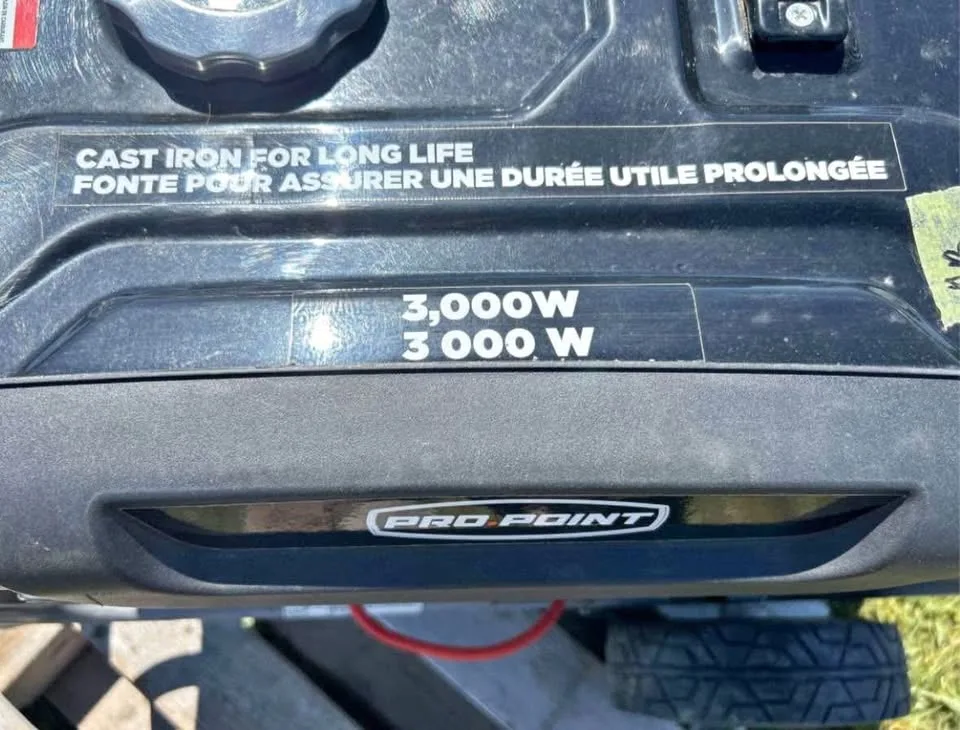 CAST IRON FOR LONG LIFE
FONTE POUR ASSURER UNE DURÉE UTILE PROLONGÉE
3,000W
3 000 W
PRO.POINT